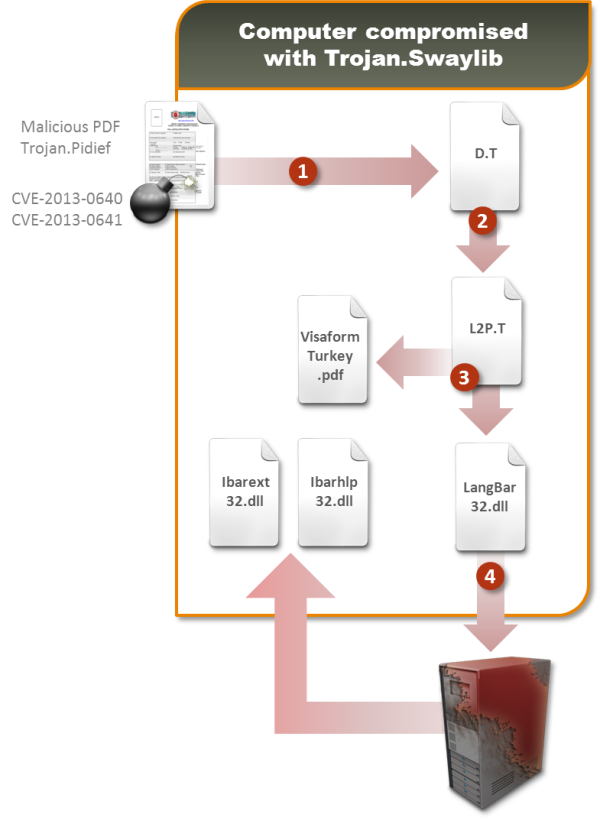 Computer compromised
with Trojan.Swaylib
Malicious PDF
Trojan.Pidief
CVE-2013-0640
CVE-2013-0641
1
D.T
2
L2P.T
Visaform
Turkey
.pdf
3
Ibarext
32.dll
Ibarhlp
32.dll
LangBar
32.dll
4